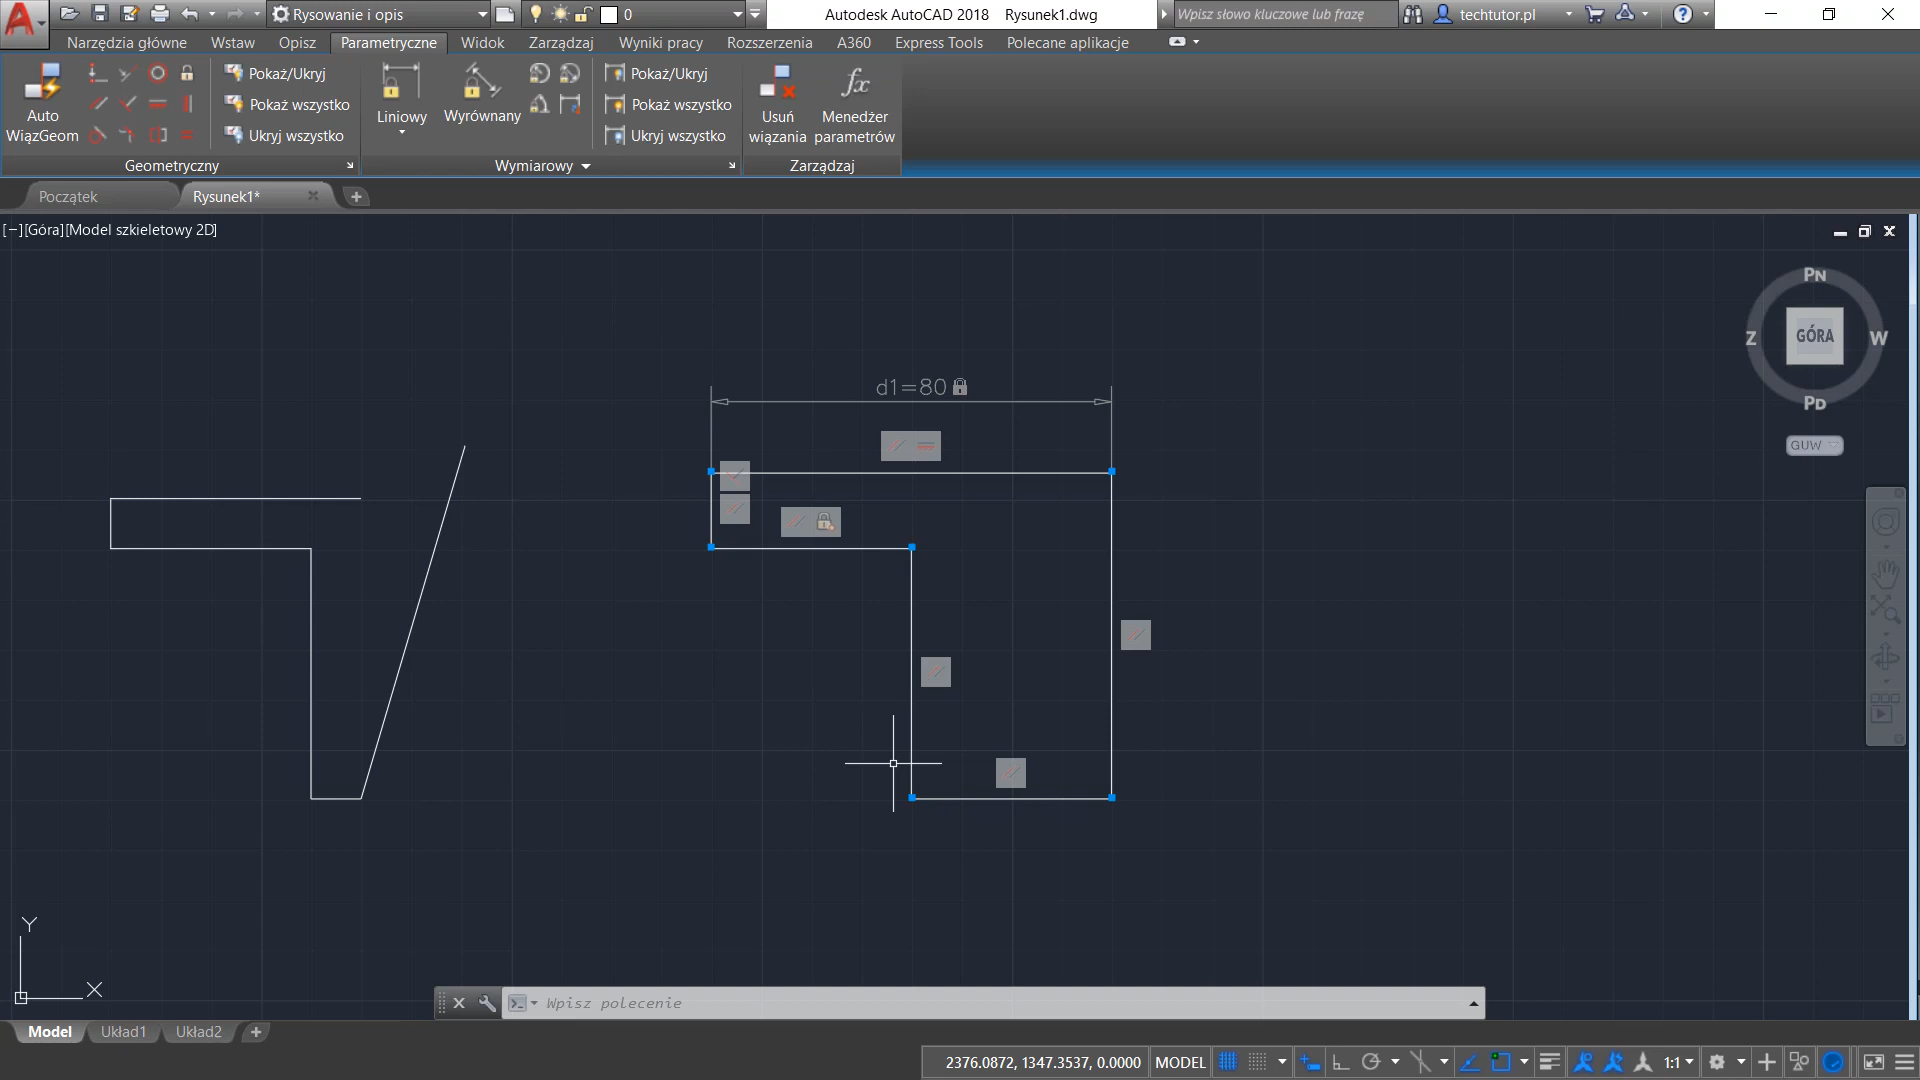 Rysowanie i opis
0
Autodesk AutoCAD 2018 Rysunek1.dwg
Wpisz słowo kluczowe lub frazę
techtutor.pl
Narzędzia główne Wstaw Opisz Parametryczne Widok Zarządzaj Wyniki pracy Rozszerzenia A360 Express Tools Polecane aplikacje
Auto
WiązGeom
Pokaż/Ukryj
Pokaż wszystko
Ukryj wszystko
Liniowy
Wyrównany
Pokaż/Ukryj
Pokaż wszystko
Ukryj wszystko
Usuń
wiązania
fx
Menedżer
parametrów
Geometryczny
Wymiarowy
Zarządzaj
Początek
Rysunek1*
[−][Góra][Model szkieletowy 2D]
PN
Z
GÓRA
W
PD
GUW
d1=80
Y
X
Wpisz polecenie
Model Układ1 Układ2
2376.0872, 1347.3537, 0.0000 MODEL
1:1